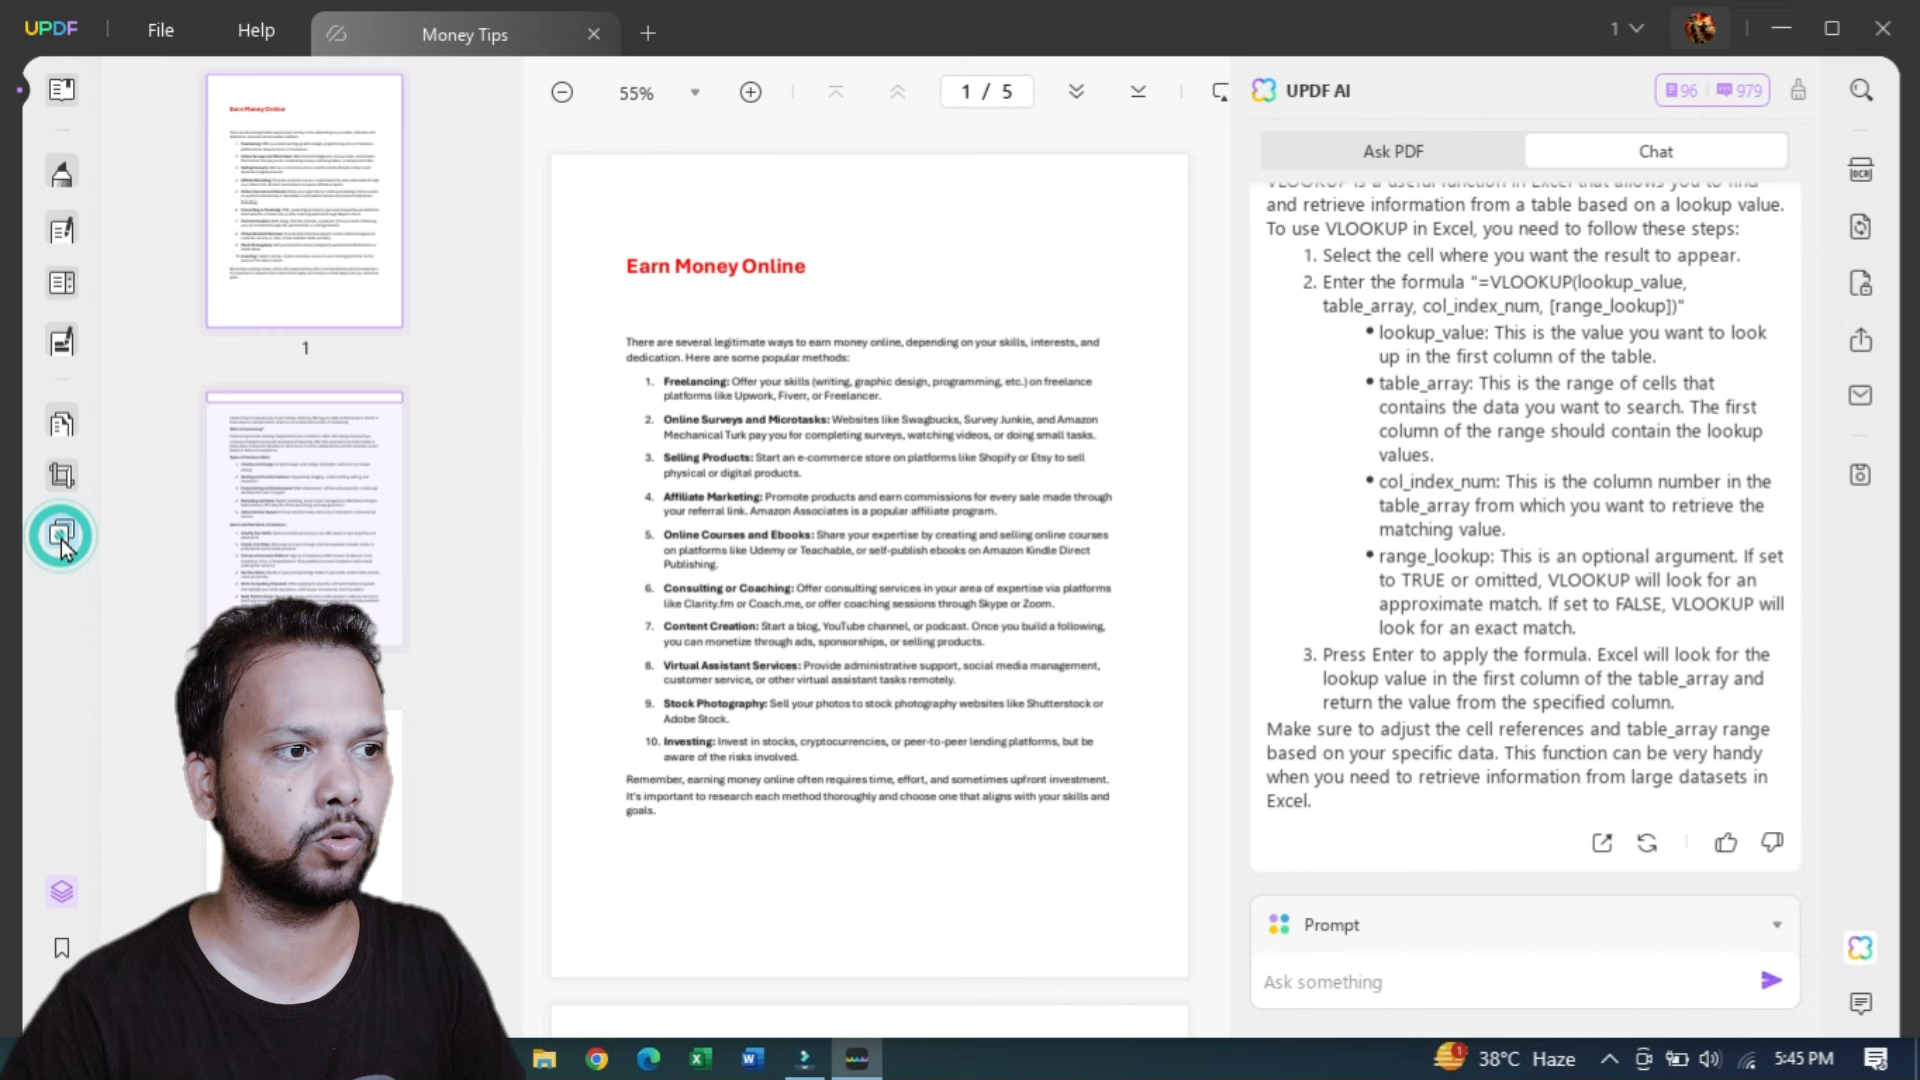 UPDF
File
Help
Money Tips
1
55%
1 / 5
UPDF AI
96
979
Ask PDF
Chat
OCR
Earn Money Online
1
Earn Money Online
There are several legitimate ways to earn money online, depending on your skills, interests, and
dedication. Here are some popular methods:
1. Freelancing: Offer your skills (writing, graphic design, programming, etc.) on freelance
platforms like Upwork, Fiverr, or Freelancer.
2. Online Surveys and Microtasks: Websites like Swagbucks, Survey Junkie, and Amazon
Mechanical Turk pay you for completing surveys, watching videos, or doing small tasks.
3. Selling Products: Start an e-commerce store on platforms like Shopify or Etsy to sell
physical or digital products.
4. Affiliate Marketing: Promote products and earn commissions for every sale made through
your referral link. Amazon Associates is a popular affiliate program.
5. Online Courses and Ebooks: Share your expertise by creating and selling online courses
on platforms like Udemy or Teachable, or self-publish ebooks on Amazon Kindle Direct
Publishing.
6. Consulting or Coaching: Offer consulting services in your area of expertise via platforms
like Clarity.fm or Coach.me, or offer coaching sessions through Skype or Zoom.
7. Content Creation: Start a blog, YouTube channel, or podcast. Once you build a following,
you can monetize through ads, sponsorships, or selling products.
8. Virtual Assistant Services: Provide administrative support, social media management,
customer service, or other virtual assistant tasks remotely.
9. Stock Photography: Sell your photos to stock photography websites like Shutterstock or
Adobe Stock.
10. Investing: Invest in stocks, cryptocurrencies, or peer-to-peer lending platforms, but be
aware of the risks involved.
Remember, earning money online often requires time, effort, and sometimes upfront investment.
It's important to research each method thoroughly and choose one that aligns with your skills and
goals.
VLOOKUP is a useful function in Excel that allows you to find
and retrieve information from a table based on a lookup value.
To use VLOOKUP in Excel, you need to follow these steps:
1. Select the cell where you want the result to appear.
2. Enter the formula "=VLOOKUP(lookup_value,
table_array, col_index_num, [range_lookup])"
• lookup_value: This is the value you want to look
up in the first column of the table.
• table_array: This is the range of cells that
contains the data you want to search. The first
column of the range should contain the lookup
values.
• col_index_num: This is the column number in the
table_array from which you want to retrieve the
matching value.
• range_lookup: This is an optional argument. If set
to TRUE or omitted, VLOOKUP will look for an
approximate match. If set to FALSE, VLOOKUP will
look for an exact match.
3. Press Enter to apply the formula. Excel will look for the
lookup value in the first column of the table_array and
return the value from the specified column.
Make sure to adjust the cell references and table_array range
based on your specific data. This function can be very handy
when you need to retrieve information from large datasets in
Excel.
Prompt
Ask something
38°C Haze
5:45 PM